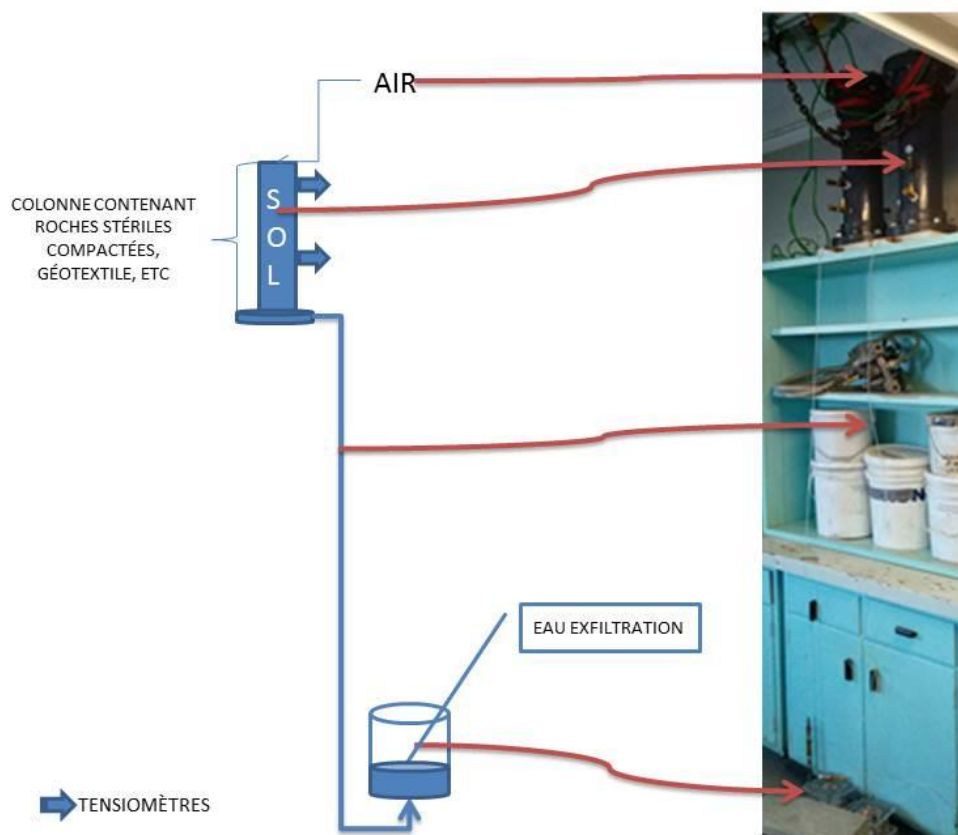 AIR
COLONNE CONTENANT
ROCHES STÉRILES
COMPACTÉES,
GÉOTEXTILE, ETC
S
O
L
EAU EXFILTRATION
TENSIOMÈTRES